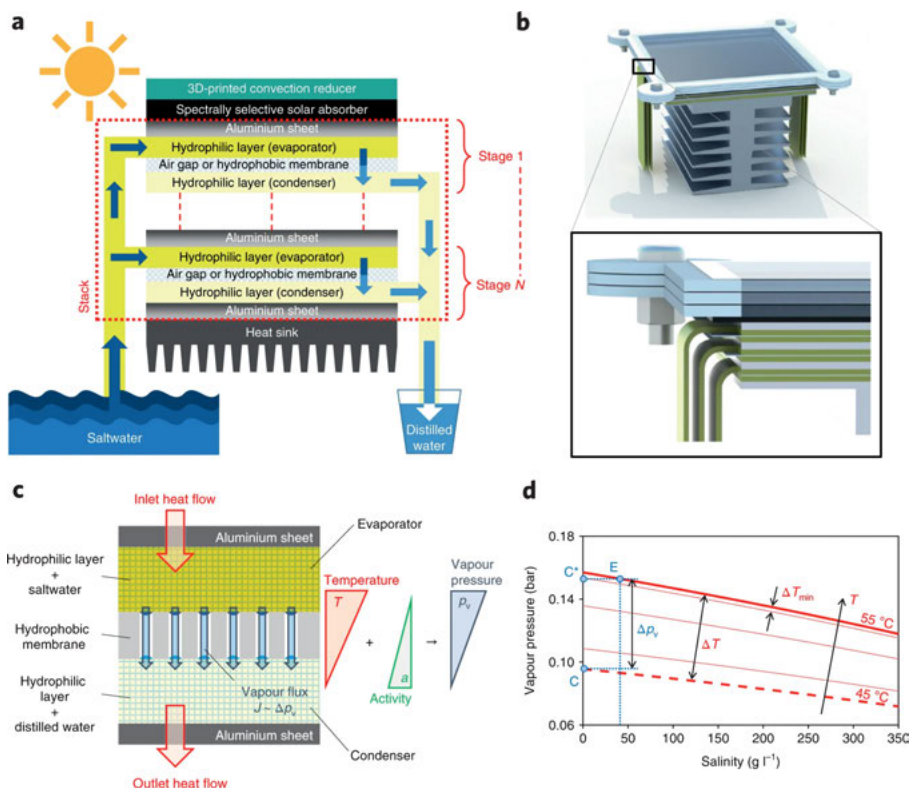 a
3D-printed convection reducer
Spectrally selective solar absorber
Aluminium sheet
Hydrophilic layer (evaporator)
Air gap or hydrophobic membrane
Hydrophilic layer (condenser)
Stage 1
Aluminium sheet
Hydrophilic layer (evaporator)
Air gap or hydrophobic membrane
Hydrophilic layer (condenser)
Aluminium sheet
Stage N
Stack
Heat sink
Saltwater
Distilled
water
b
c
Inlet heat flow
Aluminium sheet
Evaporator
Hydrophilic layer
+
saltwater
Hydrophobic
membrane
Hydrophilic
layer
+
distilled water
Temperature
T
+
a
Activity
→
Vapour
pressure
pᵥ
Vapour flux
J ~ Δpᵥ
Aluminium sheet
Condenser
Outlet heat flow
d
Vapour pressure (bar)
0.18
0.14
0.10
0.06
C*
E
C
Δpᵥ
ΔT
ΔTmin
T
55 °C
45 °C
0 50 100 150 200 250 300 350
Salinity (g l⁻¹)